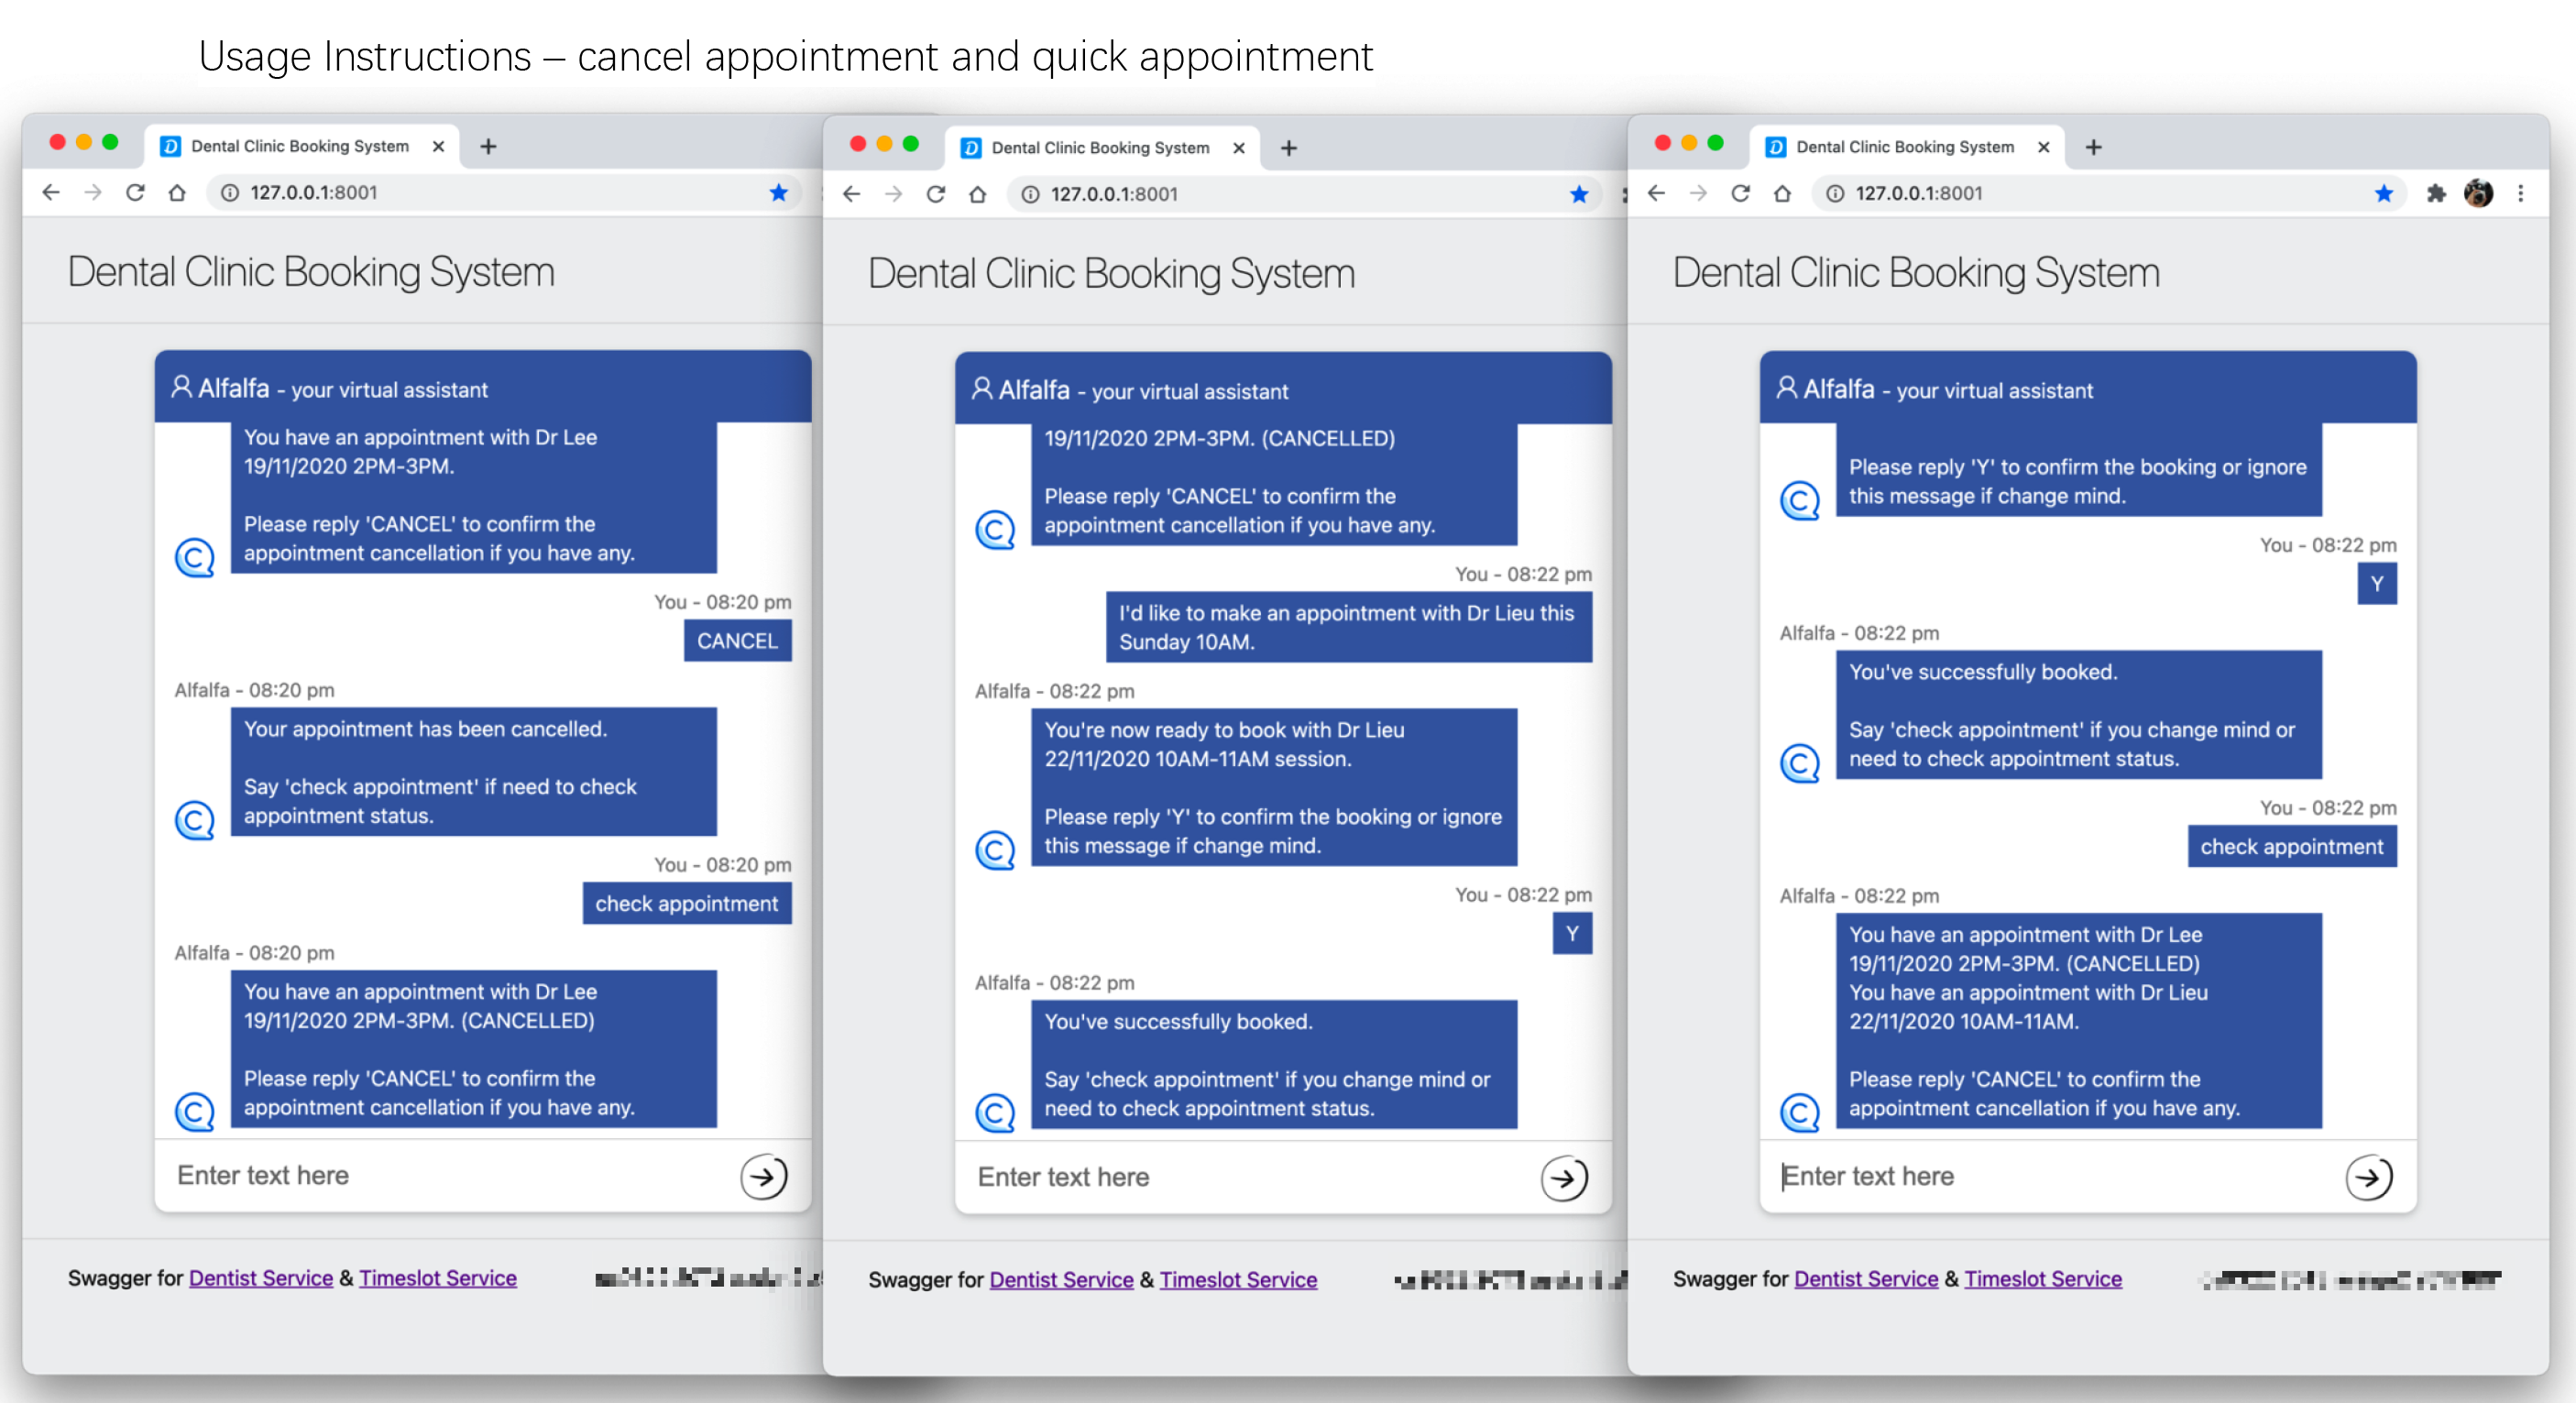 Usage Instructions – cancel appointment and quick appointment
Dental Clinic Booking System
127.0.0.1:8001
Dental Clinic Booking System
Alfalfa - your virtual assistant
You have an appointment with Dr Lee
19/11/2020 2PM-3PM.
Please reply 'CANCEL' to confirm the
appointment cancellation if you have any.
You - 08:20 pm
CANCEL
Alfalfa - 08:20 pm
Your appointment has been cancelled.
Say 'check appointment' if need to check
appointment status.
You - 08:20 pm
check appointment
Alfalfa - 08:20 pm
You have an appointment with Dr Lee
19/11/2020 2PM-3PM. (CANCELLED)
Please reply 'CANCEL' to confirm the
appointment cancellation if you have any.
Enter text here
Swagger for Dentist Service & Timeslot Service
Dental Clinic Booking System
127.0.0.1:8001
Dental Clinic Booking System
Alfalfa - your virtual assistant
19/11/2020 2PM-3PM. (CANCELLED)
Please reply 'CANCEL' to confirm the
appointment cancellation if you have any.
You - 08:22 pm
I'd like to make an appointment with Dr Lieu this
Sunday 10AM.
Alfalfa - 08:22 pm
You're now ready to book with Dr Lieu
22/11/2020 10AM-11AM session.
Please reply 'Y' to confirm the booking or ignore
this message if change mind.
You - 08:22 pm
Y
Alfalfa - 08:22 pm
You've successfully booked.
Say 'check appointment' if you change mind or
need to check appointment status.
Enter text here
Swagger for Dentist Service & Timeslot Service
Dental Clinic Booking System
127.0.0.1:8001
Dental Clinic Booking System
Alfalfa - your virtual assistant
Please reply 'Y' to confirm the booking or ignore
this message if change mind.
You - 08:22 pm
Y
Alfalfa - 08:22 pm
You've successfully booked.
Say 'check appointment' if you change mind or
need to check appointment status.
You - 08:22 pm
check appointment
Alfalfa - 08:22 pm
You have an appointment with Dr Lee
19/11/2020 2PM-3PM. (CANCELLED)
You have an appointment with Dr Lieu
22/11/2020 10AM-11AM.
Please reply 'CANCEL' to confirm the
appointment cancellation if you have any.
Enter text here
Swagger for Dentist Service & Timeslot Service